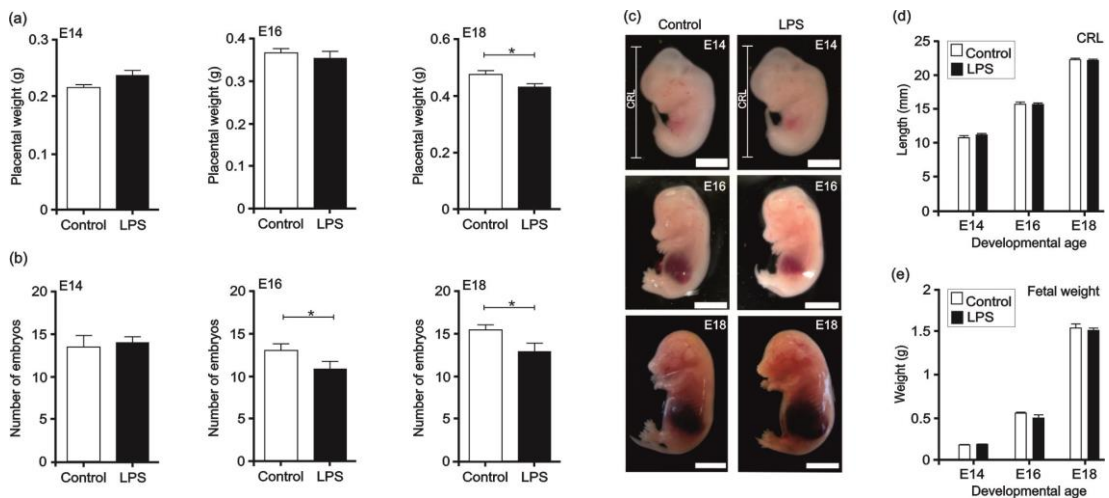 (a)
E14
Placental weight (g)
0.3
0.2
0.1
0
Control LPS
E16
Placental weight (g)
0.4
0.3
0.2
0.1
0
Control LPS
E18
Placental weight (g)
0.6
0.4
0.2
0
*
Control LPS
(b)
E14
Number of embryos
20
15
10
5
0
Control LPS
E16
Number of embryos
20
15
10
5
0
*
Control LPS
E18
Number of embryos
20
15
10
5
0
*
Control LPS
(c)
Control LPS
E14 E14
CRL CRL
E16 E16
E18 E18
(d)
CRL
Control
LPS
Length (mm)
25
20
15
10
5
0
E14 E16 E18
Developmental age
(e)
Fetal weight
Control
LPS
Weight (g)
2
1.5
1
0.5
0
E14 E16 E18
Developmental age